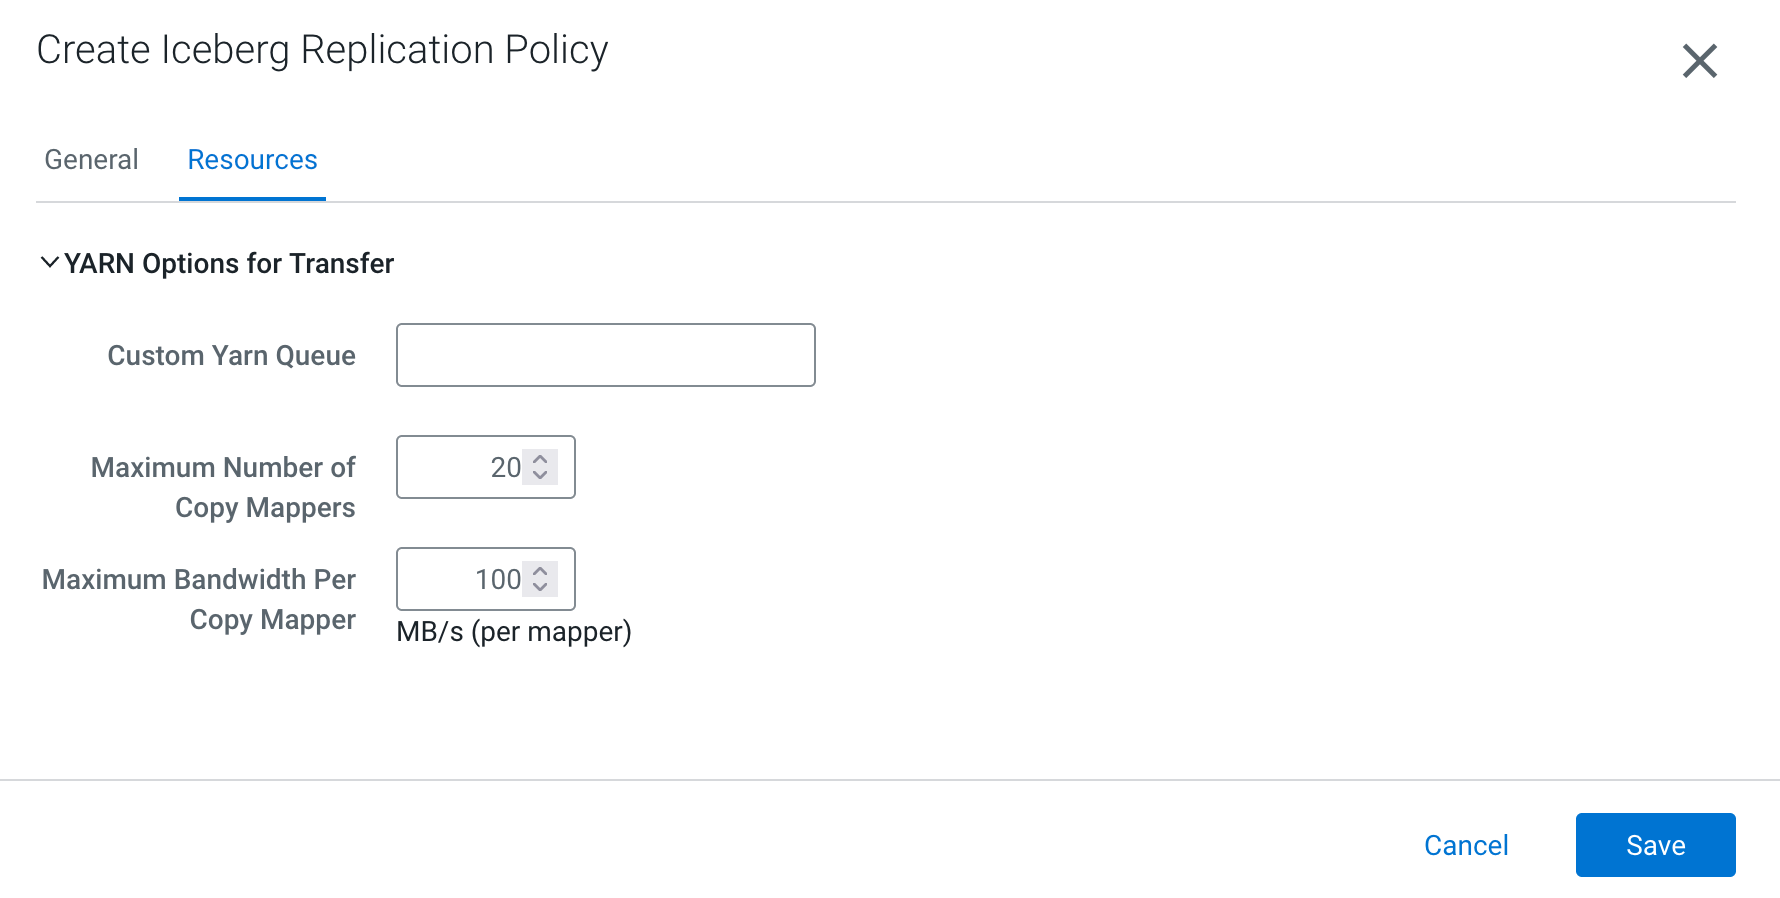 Create Iceberg Replication Policy
General Resources
YARN Options for Transfer
Custom Yarn Queue
Maximum Number of
Copy Mappers
20
Maximum Bandwidth Per
Copy Mapper
100
MB/s (per mapper)
Cancel Save